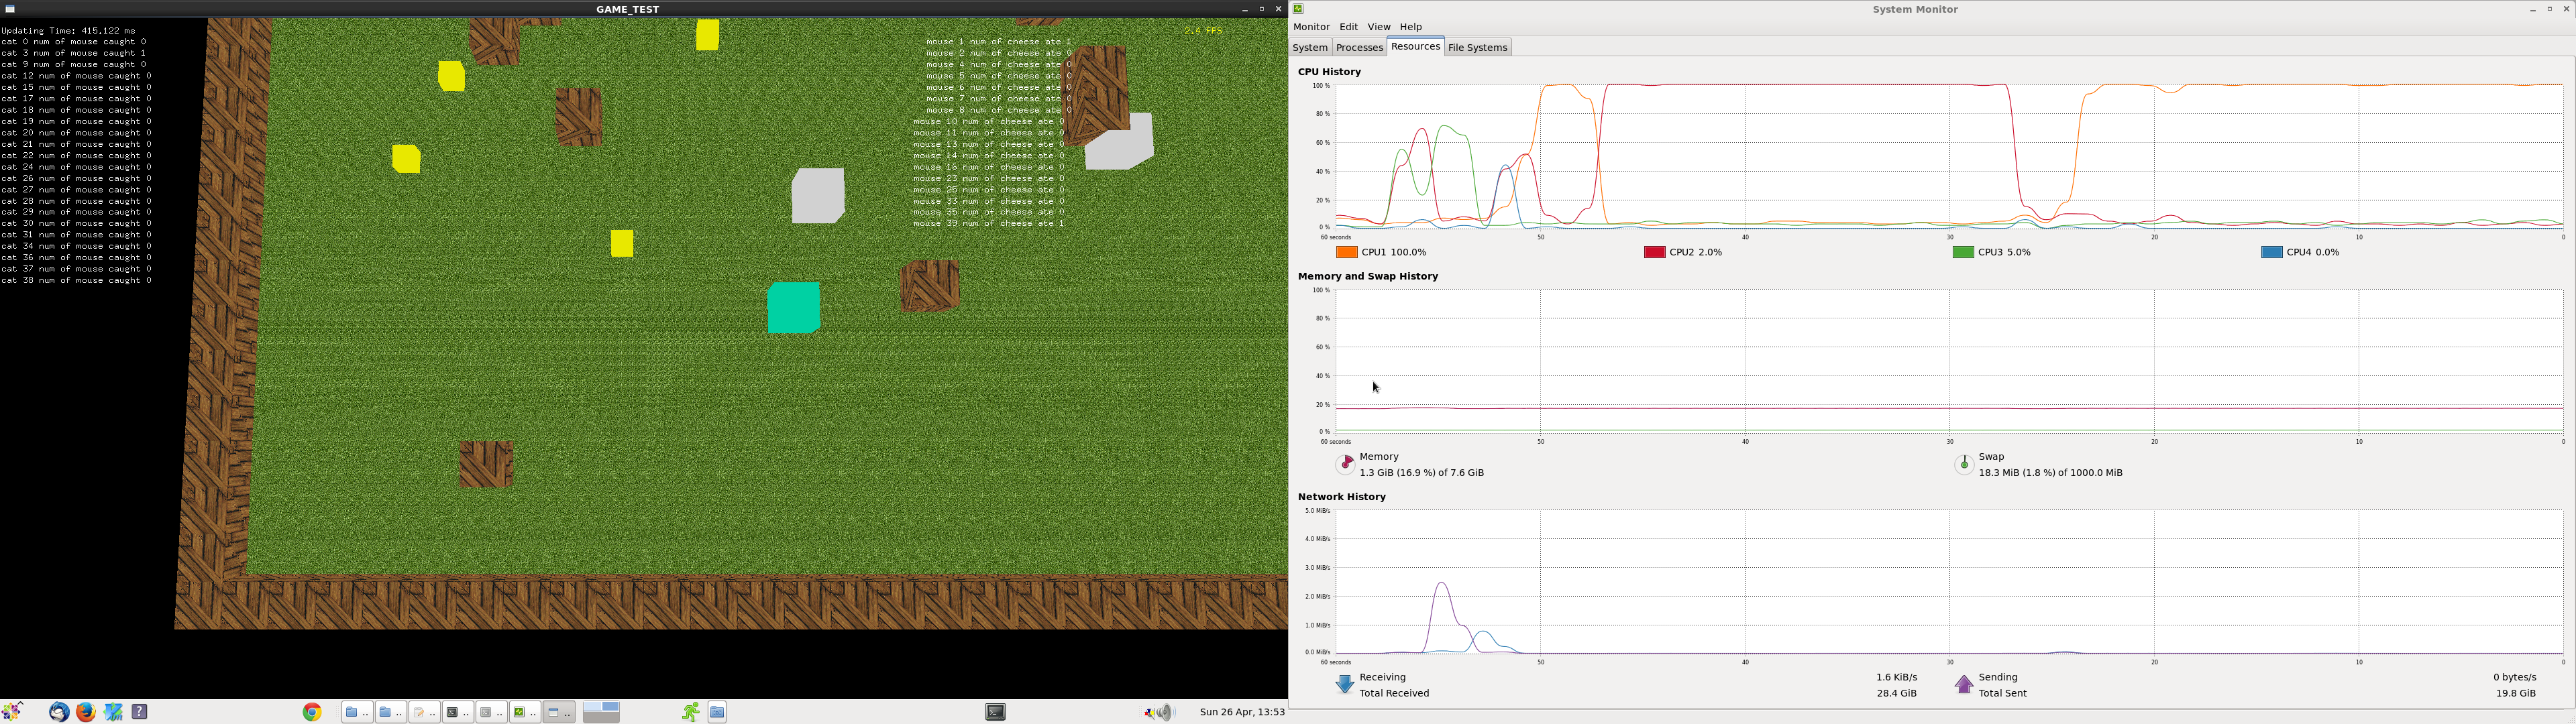 GAME_TEST
Updating Time: 415,122 ms
cat 0 num of mouse caught 0
cat 3 num of mouse caught 1
cat 9 num of mouse caught 0
cat 12 num of mouse caught 0
cat 15 num of mouse caught 0
cat 17 num of mouse caught 0
cat 18 num of mouse caught 0
cat 19 num of mouse caught 0
cat 20 num of mouse caught 0
cat 21 num of mouse caught 0
cat 22 num of mouse caught 0
cat 24 num of mouse caught 0
cat 26 num of mouse caught 0
cat 27 num of mouse caught 0
cat 28 num of mouse caught 0
cat 29 num of mouse caught 0
cat 30 num of mouse caught 0
cat 31 num of mouse caught 0
cat 34 num of mouse caught 0
cat 36 num of mouse caught 0
cat 37 num of mouse caught 0
cat 38 num of mouse caught 0
2.4 FPS
mouse 1 num of cheese ate 1
mouse 2 num of cheese ate 0
mouse 4 num of cheese ate 0
mouse 5 num of cheese ate 0
mouse 6 num of cheese ate 0
mouse 7 num of cheese ate 0
mouse 8 num of cheese ate 0
mouse 10 num of cheese ate 0
mouse 11 num of cheese ate 0
mouse 13 num of cheese ate 0
mouse 14 num of cheese ate 0
mouse 16 num of cheese ate 0
mouse 23 num of cheese ate 0
mouse 25 num of cheese ate 0
mouse 33 num of cheese ate 0
mouse 35 num of cheese ate 0
mouse 39 num of cheese ate 1
Sun 26 Apr, 13:53
System Monitor
Monitor Edit View Help
System Processes Resources File Systems
CPU History
100 %
80 %
60 %
40 %
20 %
0 %
60 seconds 50 40 30 20 10 0
CPU1 100.0% CPU2 2.0% CPU3 5.0% CPU4 0.0%
Memory and Swap History
100 %
80 %
60 %
40 %
20 %
0 %
60 seconds 50 40 30 20 10 0
Memory Swap
1.3 GiB (16.9 %) of 7.6 GiB 18.3 MiB (1.8 %) of 1000.0 MiB
Network History
5.0 MiB/s
4.0 MiB/s
3.0 MiB/s
2.0 MiB/s
1.0 MiB/s
0.0 MiB/s
60 seconds 50 40 30 20 10 0
Receiving 1.6 KiB/s Sending 0 bytes/s
Total Received 28.4 GiB Total Sent 19.8 GiB